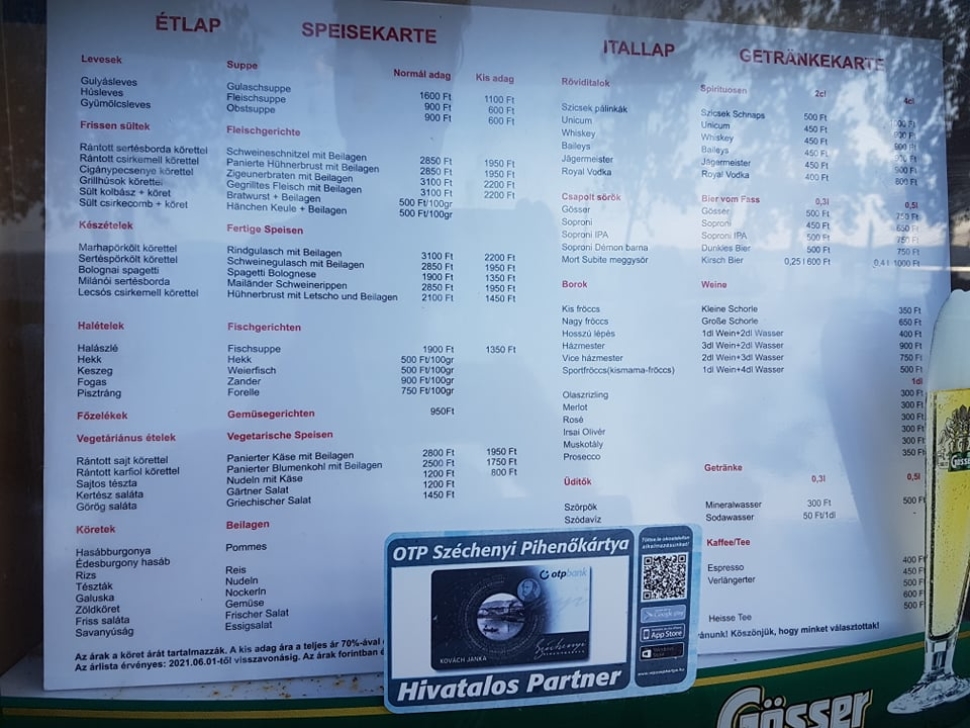 ÉTLAP SPEISEKARTE
Levesek Suppe Normál adag Kis adag
Gulyásleves Gulaschsuppe 1600 Ft 1100 Ft
Húsleves Fleischsuppe 900 Ft 600 Ft
Gyümölcsleves Obstsuppe 900 Ft 600 Ft
Frissen sültek Fleischgerichte
Rántott sertésborda körettel Schweineschnitzel mit Beilagen 2850 Ft 1950 Ft
Rántott csirkemell körettel Panierte Hühnerbrust mit Beilagen 2850 Ft 1950 Ft
Cigánypecsenye körettel Zigeunerbraten mit Beilagen 3100 Ft 2200 Ft
Grillhúsok körettel Gegrilltes Fleisch mit Beilagen 3100 Ft 2200 Ft
Sült kolbász + köret Bratwurst + Beilagen 500 Ft/100gr
Sült csirkecomb + köret Hänchen Keule + Beilagen 500 Ft/100gr
Készételek Fertige Speisen
Marhapörkölt körettel Rindgulasch mit Beilagen 3100 Ft 2200 Ft
Sertéspörkölt körettel Schweinegulasch mit Beilagen 2850 Ft 1950 Ft
Bolognai spagetti Spagetti Bolognese 1900 Ft 1350 Ft
Milánói sertésborda Mailänder Schweinerippen 2850 Ft 1950 Ft
Lecsós csirkemell körettel Hühnerbrust mit Letscho und Beilagen 2100 Ft 1450 Ft
Halételek Fischgerichten
Halászlé Fischsuppe 1900 Ft 1350 Ft
Hekk Hekk 500 Ft/100gr
Keszeg Weierfisch 500 Ft/100gr
Fogas Zander 900 Ft/100gr
Pisztráng Forelle 750 Ft/100gr
Főzelékek Gemüsegerichten 950Ft
Vegetáriánus ételek Vegetarische Speisen
Rántott sajt körettel Panierter Käse mit Beilagen 2800 Ft 1950 Ft
Rántott karfiol körettel Panierter Blumenkohl mit Beilagen 2500 Ft 1750 Ft
Sajtos tészta Nudeln mit Käse 1200 Ft 800 Ft
Kertész saláta Gärtner Salat 1200 Ft
Görög saláta Griechischer Salat 1450 Ft
Köretek Beilagen
Hasábburgonya Pommes
Édesburgony hasáb
Rizs Reis
Tészták Nudeln
Galuska Nockerln
Zöldköret Gemüse
Friss saláta Frischer Salat
Savanyúság Essigsalat
Az árak a köret árát tartalmazzák. A kis adag ára a teljes ár 70%-ával
Az árlista érvényes: 2021.06.01-től visszavonásig. Az árak forintban
ITALLAP GETRÄNKEKARTE
Röviditalok Spirituosen 2cl 4cl
Szicsek pálinkák Szicsek Schnaps 500 Ft
Unicum Unicum 450 Ft
Whiskey Whiskey 450 Ft
Baileys Baileys 450 Ft
Jägermeister Jägermeister 450 Ft 900 Ft
Royal Vodka Royal Vodka 400 Ft 800 Ft
Csapolt sörök Bier vom Fass 0,3l 0,5l
Gösser Gösser 500 Ft 750 Ft
Soproni Soproni 450 Ft 650 Ft
Soproni IPA Soproni IPA 500 Ft 750 Ft
Soproni Démon barna Dunkles Bier 500 Ft 750 Ft
Mort Subite meggysör Kirsch Bier 0,25 l 600 Ft 0,4 l 1000 Ft
Borok Weine
Kis fröccs Kleine Schorle 350 Ft
Nagy fröccs Große Schorle 650 Ft
Hosszú lépés 1dl Wein+2dl Wasser 400 Ft
Házmester 3dl Wein+2dl Wasser 900 Ft
Vice házmester 2dl Wein+3dl Wasser 750 Ft
Sportfröccs(kismama-fröccs) 1dl Wein+4dl Wasser 500 Ft
1dl
Olaszrizling 300 Ft
Merlot 300 Ft
Rosé 300 Ft
Irsai Olivér 300 Ft
Muskotály 300 Ft
Prosecco 350 Ft
Üdítők Getränke 0,3l 0,5l
Szörpök Mineralwasser 300 Ft 500 Ft
Szódavíz Sodawasser 50 Ft/1dl
Kaffee/Tee
Espresso 400 Ft
Verlängerter 450 Ft
500 Ft
600 Ft
Heisse Tee 500 Ft
Köszönjük, hogy minket választottak!
OTP Széchenyi Pihenőkártya
otpbank
KOVÁCH JANKA
Széchenyi
Google play
App Store
Hivatalos Partner
Gösser
Gösser